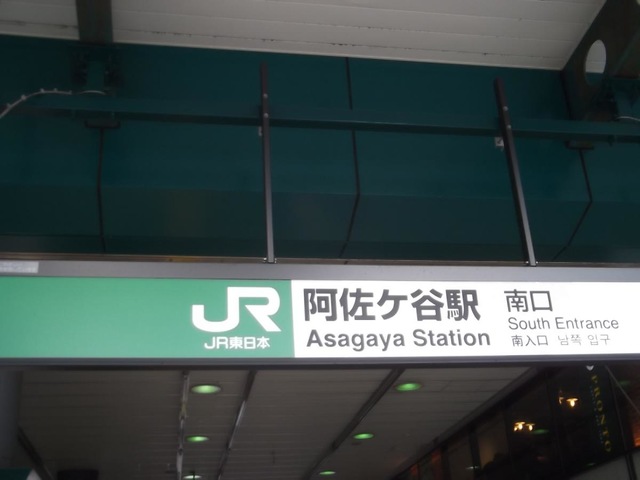 JR
JR東日本
阿佐ケ谷駅
Asagaya Station
南口
South Entrance
南入口 남쪽 입구
PRONTO